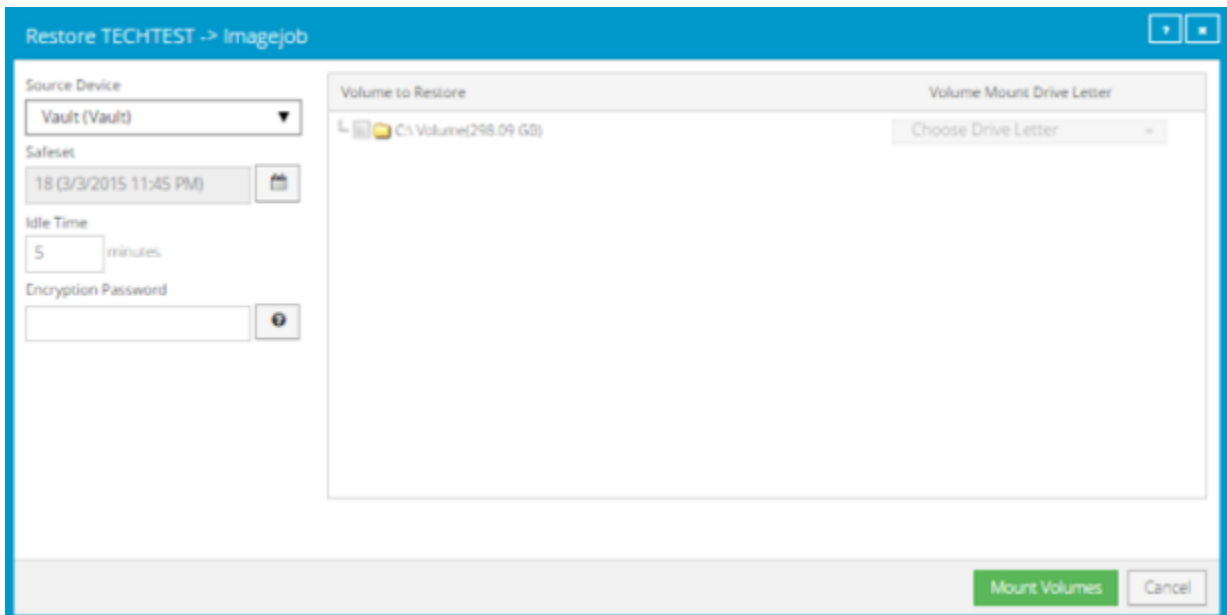 Restore TECHTEST -> Imagejob
Source Device
Vault (Vault)
Safeset
18 (3/3/2015 11:45 PM)
Idle Time
5 minutes
Encryption Password
Volume to Restore Volume Mount Drive Letter
C:\ Volume(298.09 GB) Choose Drive Letter
Mount Volumes Cancel